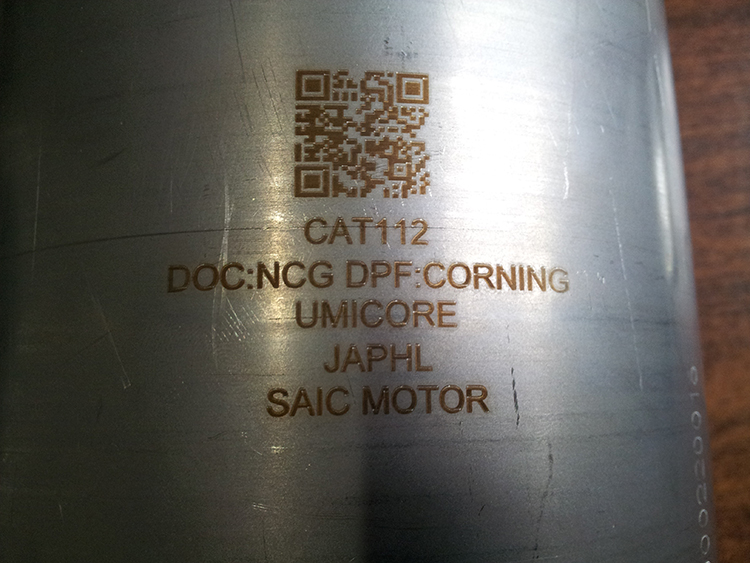 CAT112
DOC:NCG DPF:CORNING
UMICORE
JAPHL
SAIC MOTOR